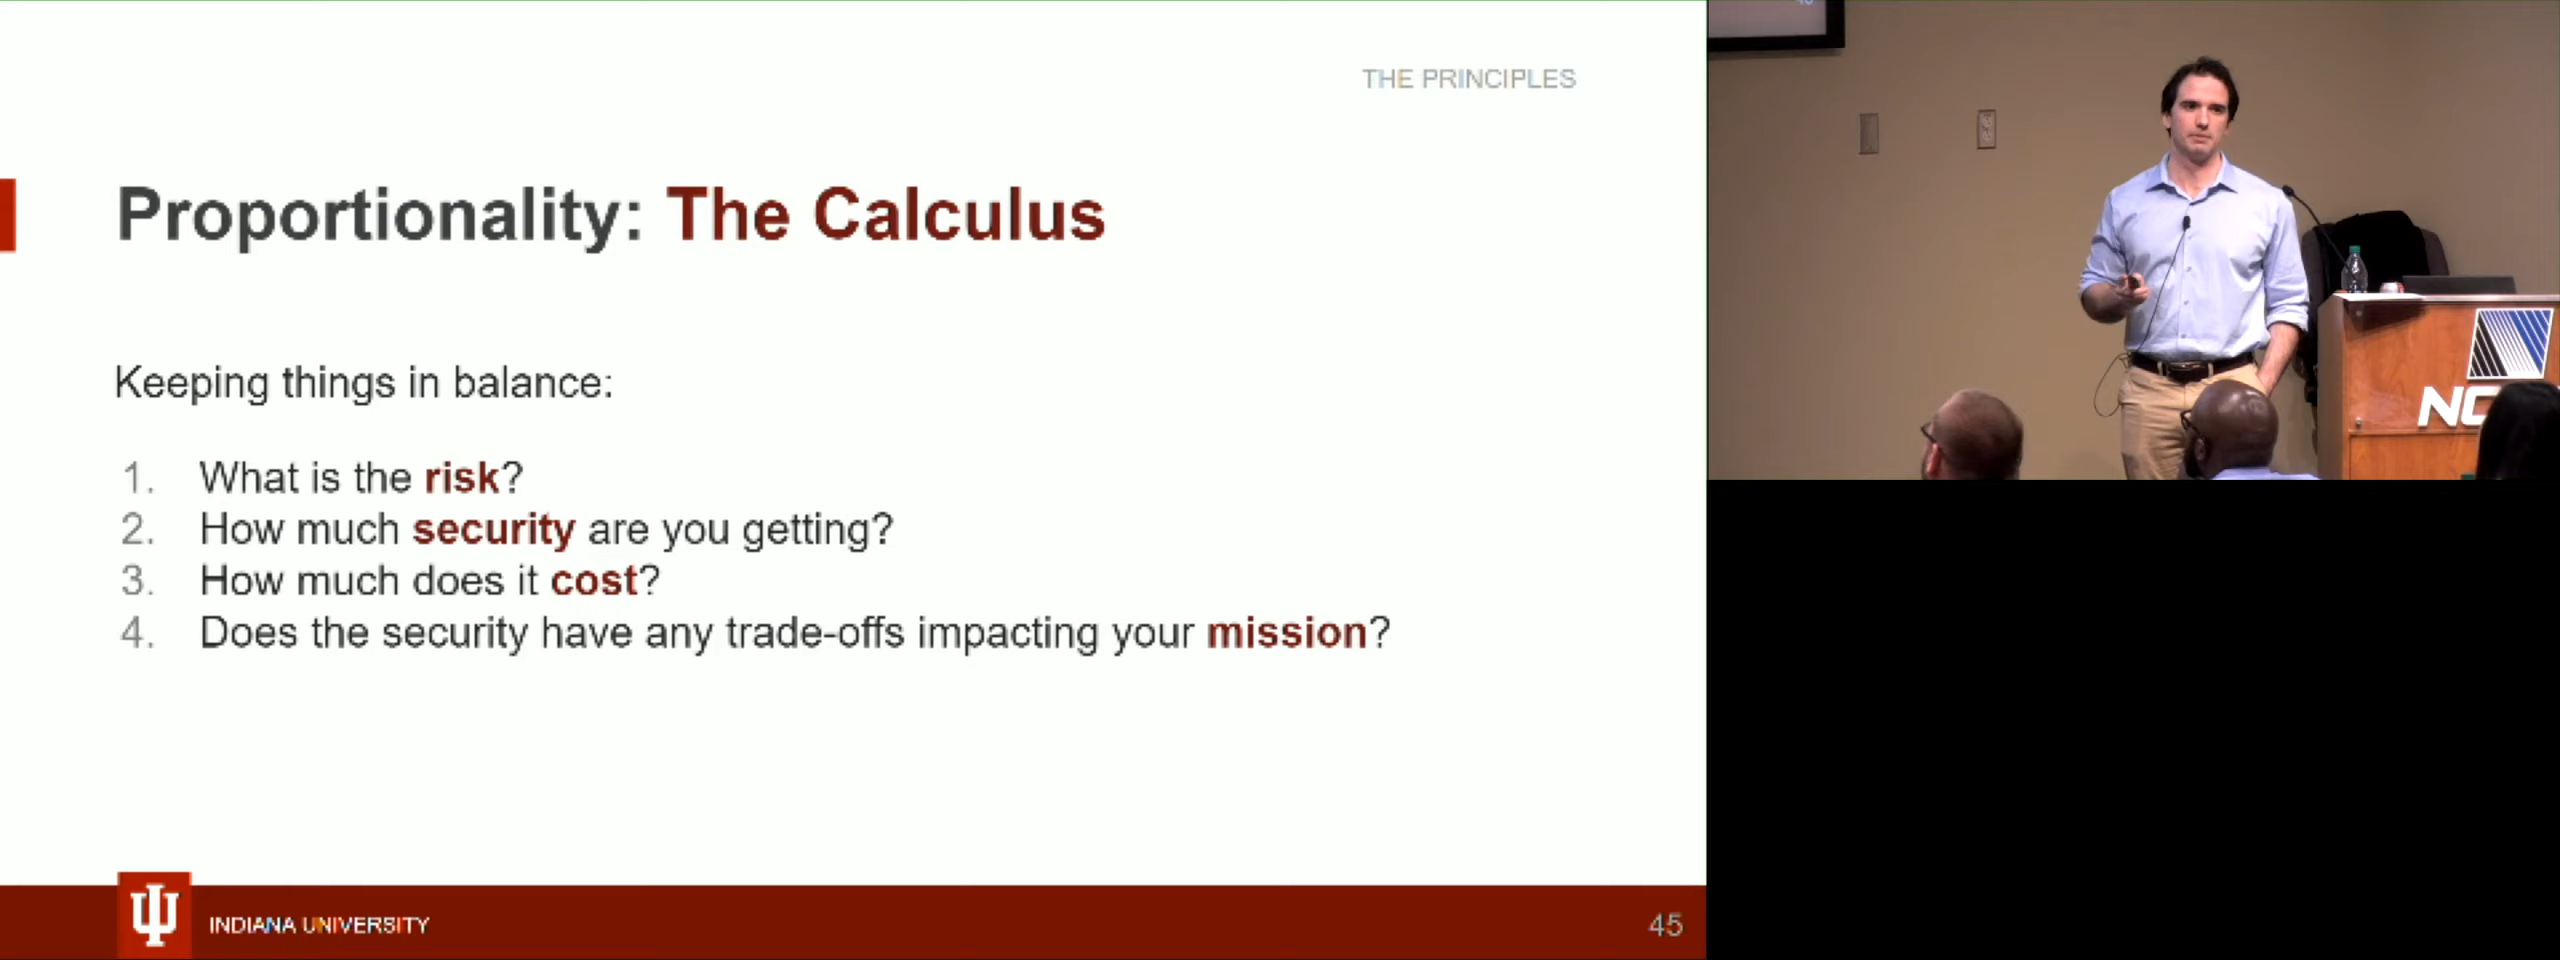 THE PRINCIPLES
Proportionality: The Calculus
Keeping things in balance:
1. What is the risk?
2. How much security are you getting?
3. How much does it cost?
4. Does the security have any trade-offs impacting your mission?
INDIANA UNIVERSITY
45
NC